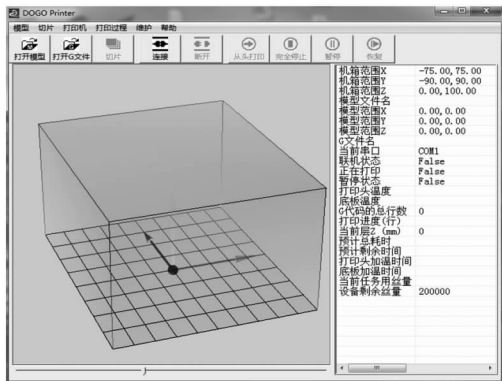 DOGO Printer
模型 切片 打印机 打印过程 维护 帮助
打开模型 打开G文件 切片 连接 断开 从头打印 完全停止 暂停 恢复
机箱范围X -75.00,75.00
机箱范围Y -90.00,90.00
机箱范围Z 0.00,100.00
模型文件名
模型范围X 0.00,0.00
模型范围Y 0.00,0.00
模型范围Z 0.00,0.00
G文件名
当前串口 COM1
联机状态 False
正在打印 False
暂停状态 False
打印头温度
底板温度
G代码的总行数 0
打印进度(行)
当前层Z (mm) 0
预计总耗时
预计剩余时间
打印头加温时间
底板加温时间
当前任务用丝量
设备剩余丝量 200000